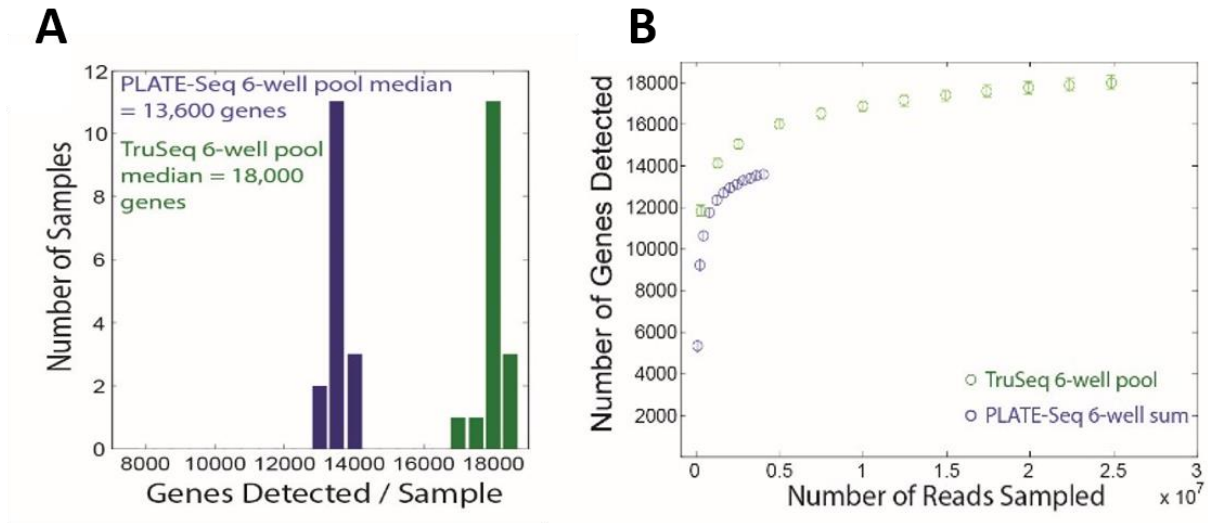 A
PLATE-Seq 6-well pool median
= 13,600 genes
TruSeq 6-well pool
median = 18,000
genes
Number of Samples
12
10
8
6
4
2
0
8000 10000 12000 14000 16000 18000
Genes Detected / Sample
B
Number of Genes Detected
18000
16000
14000
12000
10000
8000
6000
4000
2000
TruSeq 6-well pool
PLATE-Seq 6-well sum
0 0.5 1 1.5 2 2.5 3
Number of Reads Sampled
x 10⁷